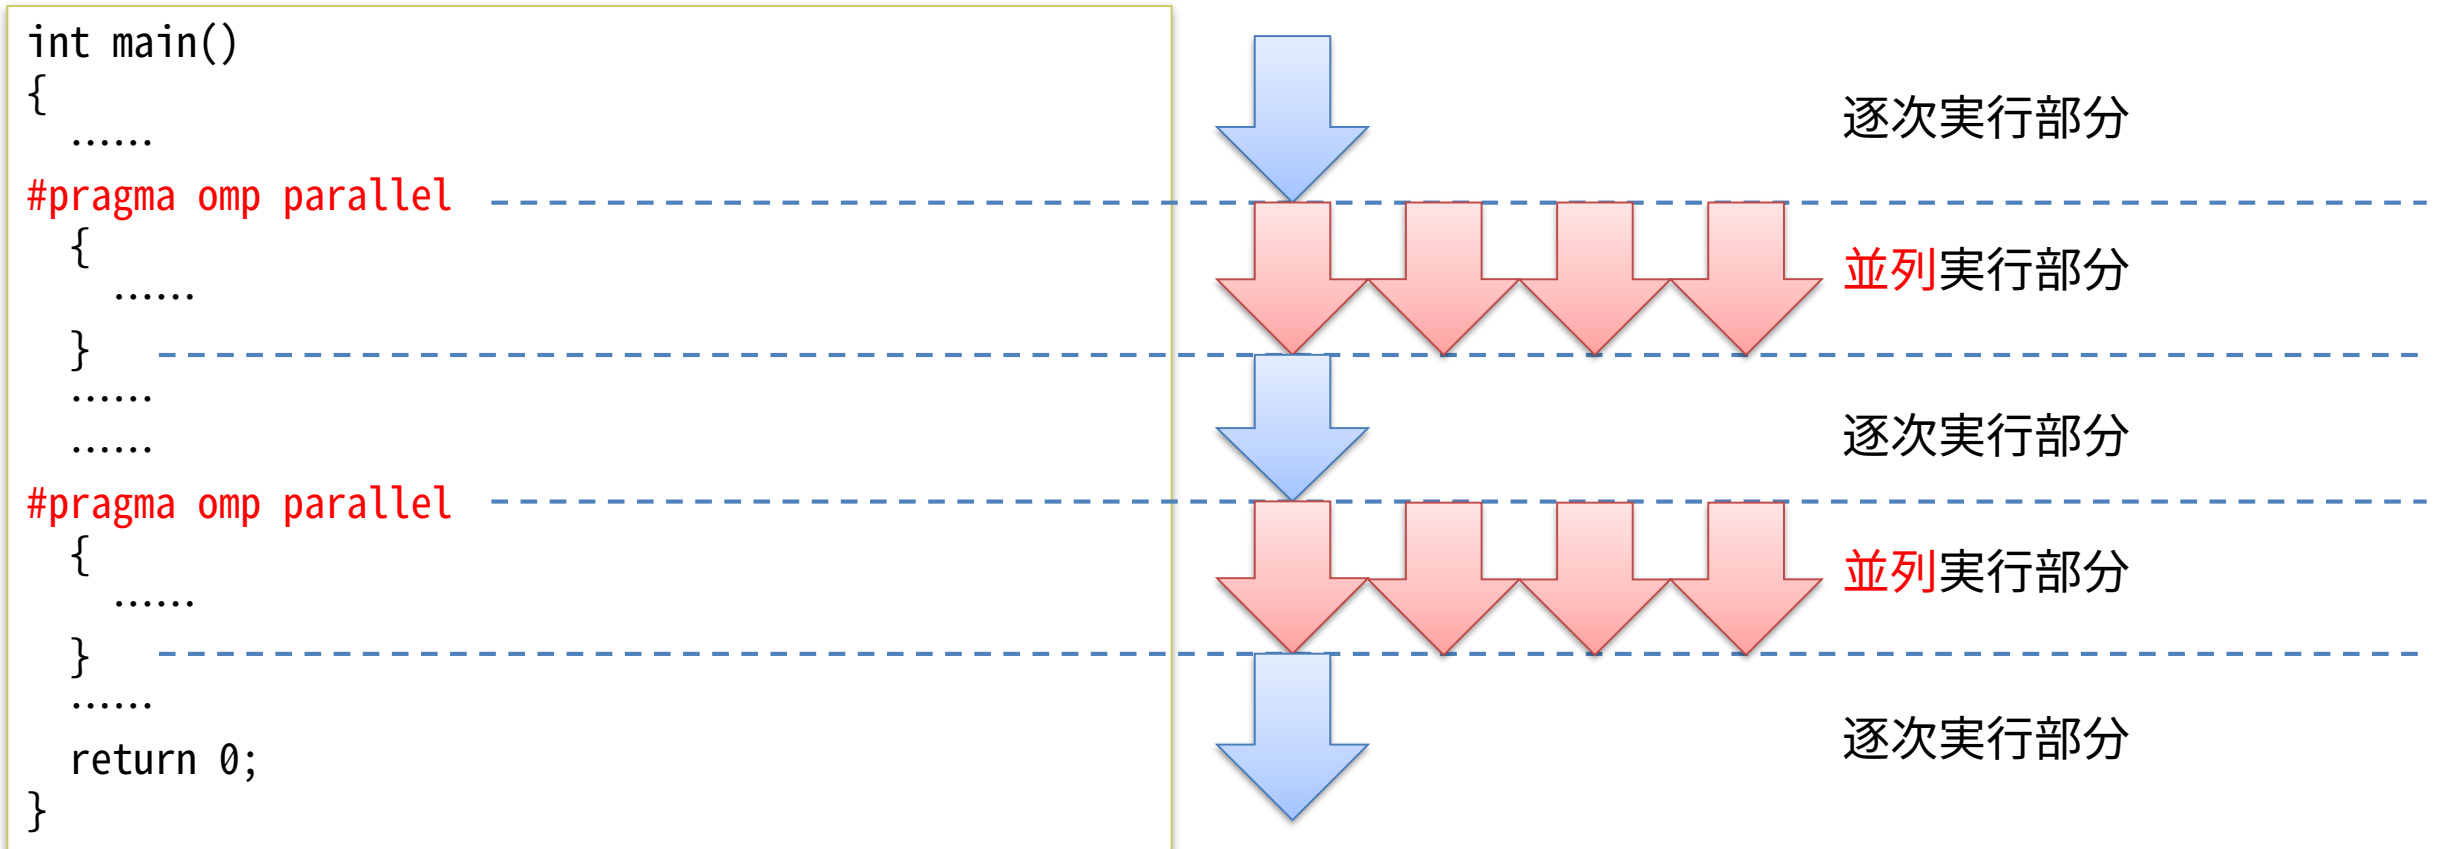 int main()
{
  ……
#pragma omp parallel
  {
    ……
  }
  ……
  ……
#pragma omp parallel
  {
    ……
  }
  ……
  return 0;
}
逐次実行部分
並列実行部分
逐次実行部分
並列実行部分
逐次実行部分